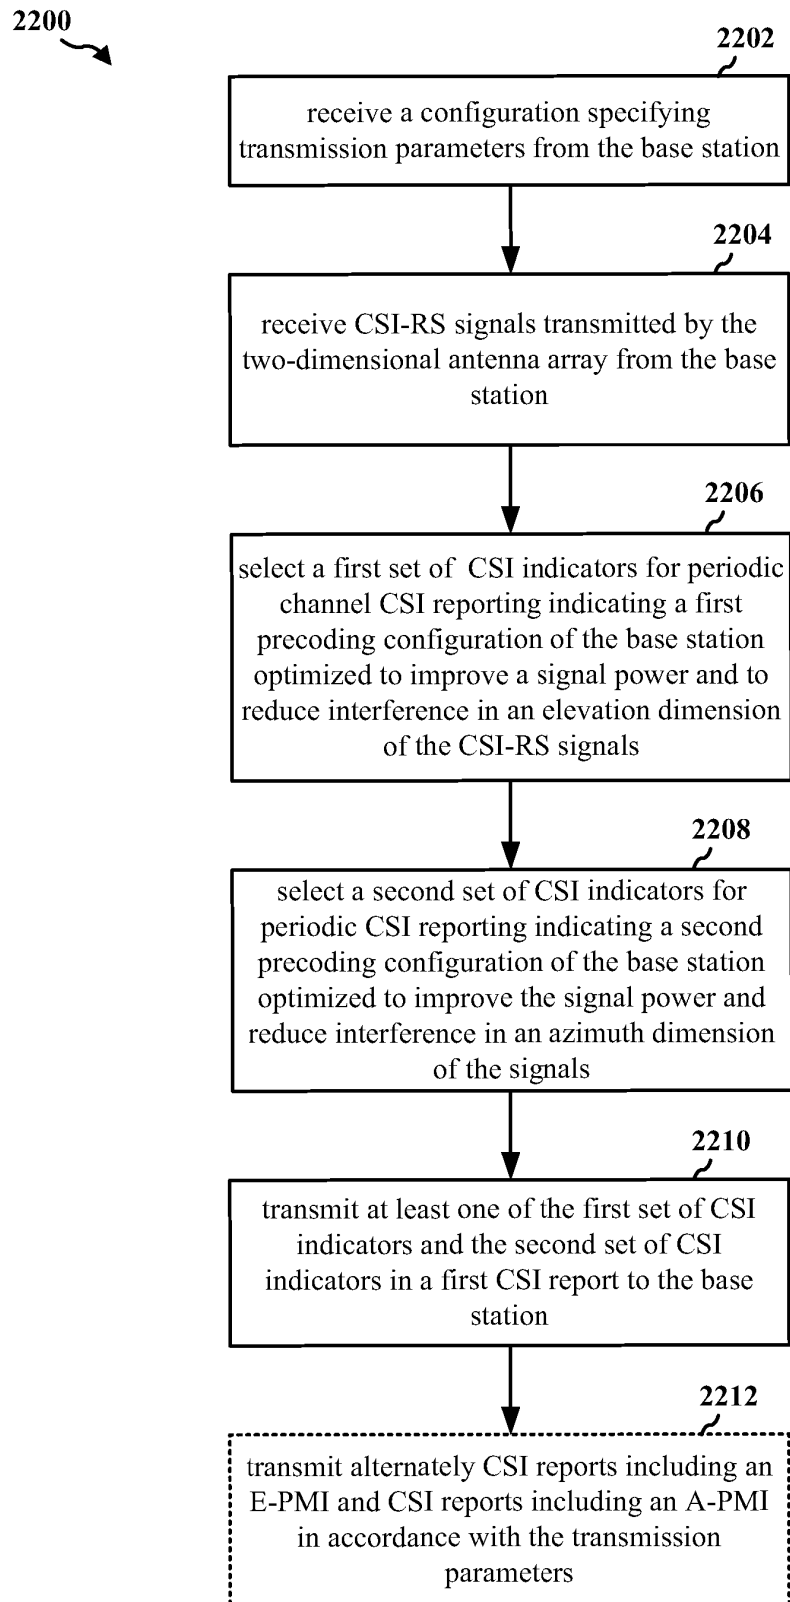 2200
2202
receive a configuration specifying
transmission parameters from the base station
2204
receive CSI-RS signals transmitted by the
two-dimensional antenna array from the base
station
2206
select a first set of CSI indicators for periodic
channel CSI reporting indicating a first
precoding configuration of the base station
optimized to improve a signal power and to
reduce interference in an elevation dimension
of the CSI-RS signals
2208
select a second set of CSI indicators for
periodic CSI reporting indicating a second
precoding configuration of the base station
optimized to improve the signal power and
reduce interference in an azimuth dimension
of the signals
2210
transmit at least one of the first set of CSI
indicators and the second set of CSI
indicators in a first CSI report to the base
station
2212
transmit alternately CSI reports including an
E-PMI and CSI reports including an A-PMI
in accordance with the transmission
parameters